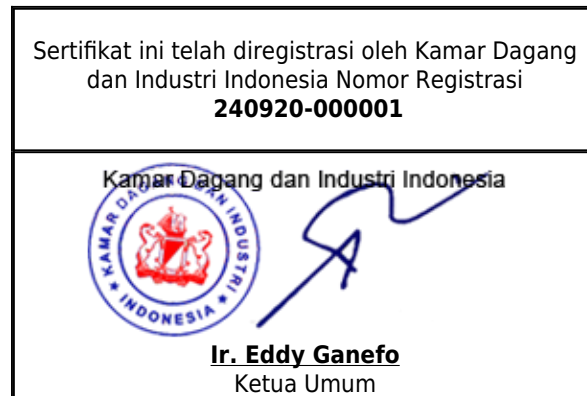 Sertifikat ini telah diregistrasi oleh Kamar Dagang
dan Industri Indonesia Nomor Registrasi
240920-000001
Kamar Dagang dan Industri Indonesia
KAMAR DAGANG DAN INDUSTRI
* INDONESIA *
Ir. Eddy Ganefo
Ketua Umum